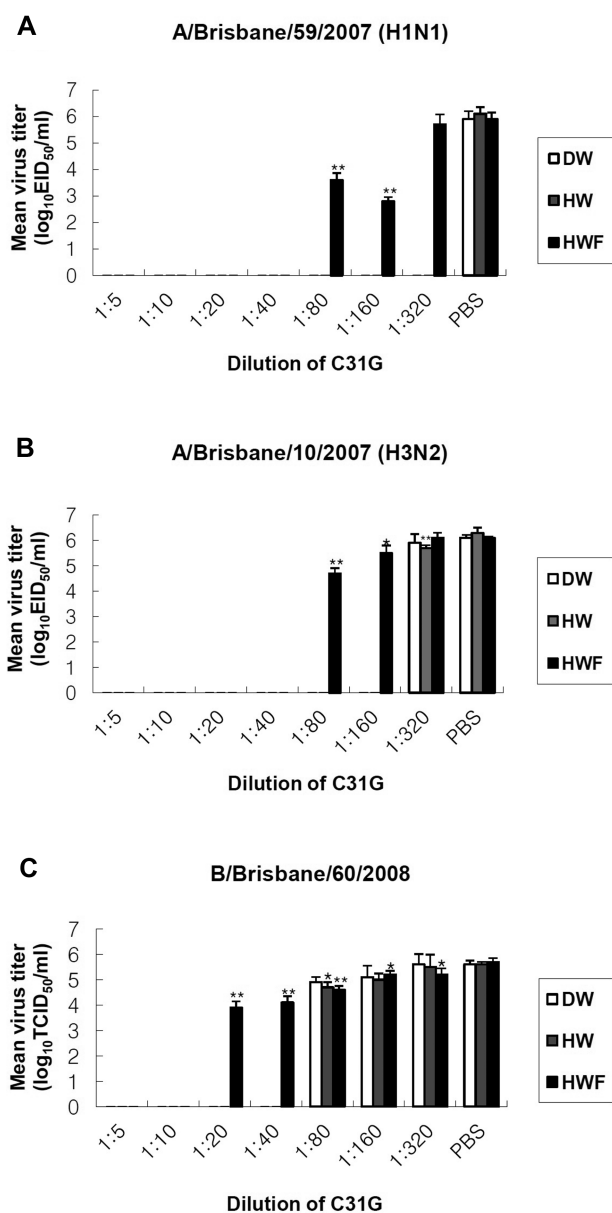 A
A/Brisbane/59/2007 (H1N1)
Mean virus titer
(log10EID50/ml)
7
6
5
4
3
2
1
0
** **
1:5 1:10 1:20 1:40 1:80 1:160 1:320 PBS
Dilution of C31G
DW
HW
HWF
B
A/Brisbane/10/2007 (H3N2)
Mean virus titer
(log10EID50/ml)
7
6
5
4
3
2
1
0
** * **
1:5 1:10 1:20 1:40 1:80 1:160 1:320 PBS
Dilution of C31G
DW
HW
HWF
C
B/Brisbane/60/2008
Mean virus titer
(log10TCID50/ml)
7
6
5
4
3
2
1
0
** ** * ** * *
1:5 1:10 1:20 1:40 1:80 1:160 1:320 PBS
Dilution of C31G
DW
HW
HWF